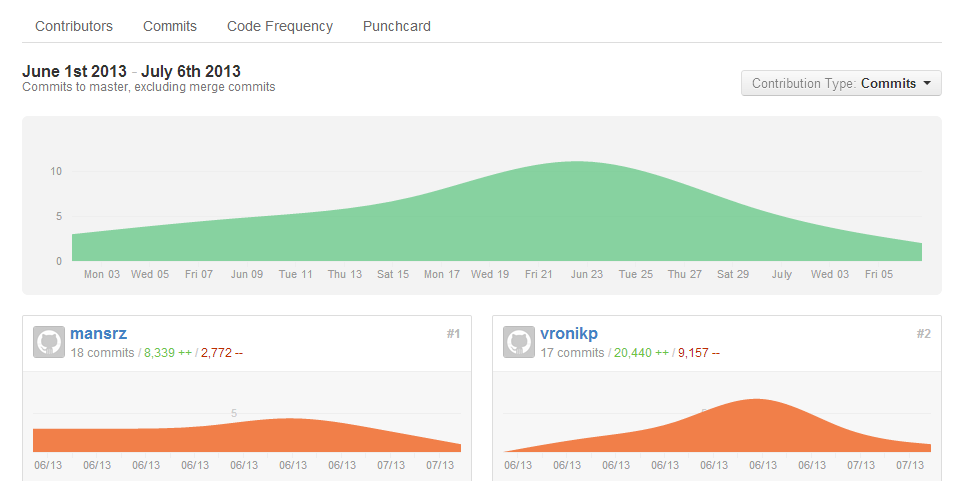 Contributors Commits Code Frequency Punchcard
June 1st 2013 - July 6th 2013
Commits to master, excluding merge commits
Contribution Type: Commits
10
5
0
Mon 03 Wed 05 Fri 07 Jun 09 Tue 11 Thu 13 Sat 15 Mon 17 Wed 19 Fri 21 Jun 23 Tue 25 Thu 27 Sat 29 July Wed 03 Fri 05
mansrz #1
18 commits / 8,339 ++ / 2,772 --
5
06/13 06/13 06/13 06/13 06/13 06/13 06/13 07/13 07/13
vronikp #2
17 commits / 20,440 ++ / 9,157 --
06/13 06/13 06/13 06/13 06/13 06/13 06/13 07/13 07/13